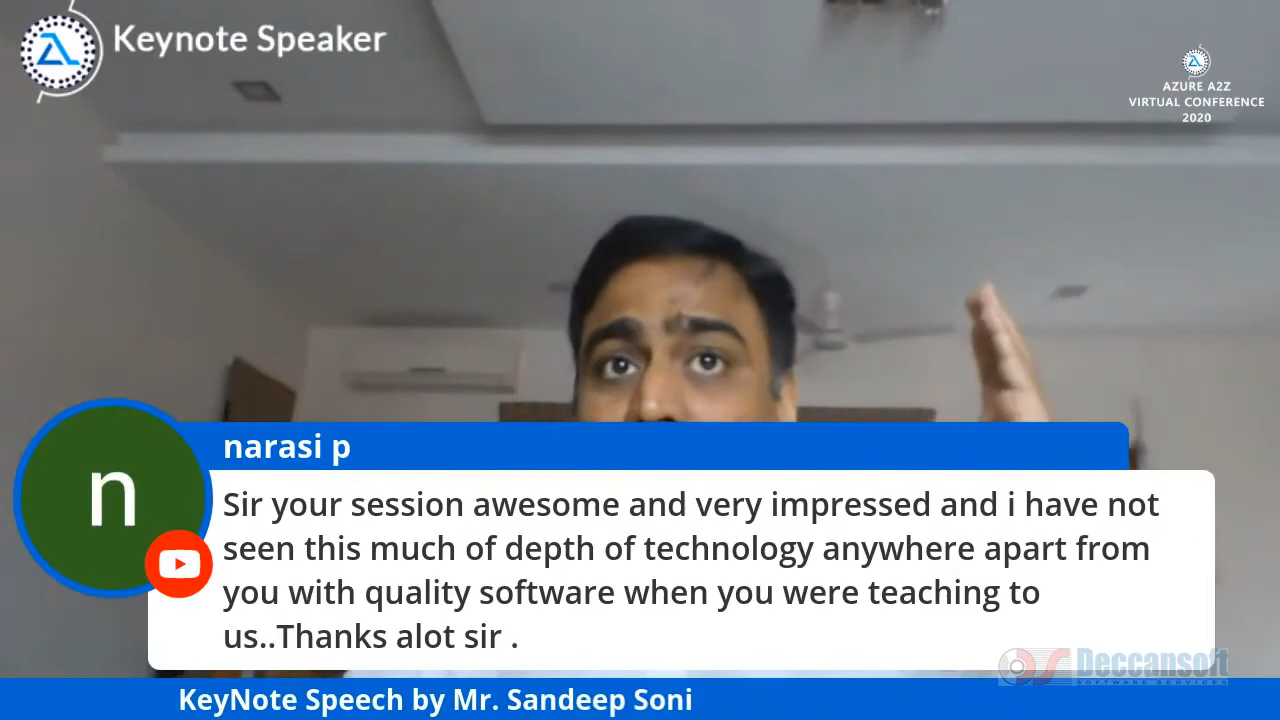 Keynote Speaker
AZURE A2Z
VIRTUAL CONFERENCE
2020
narasi p
n
Sir your session awesome and very impressed and i have not
seen this much of depth of technology anywhere apart from
you with quality software when you were teaching to
us..Thanks alot sir .
Deccansoft
SOFTWARE SERVICES
KeyNote Speech by Mr. Sandeep Soni